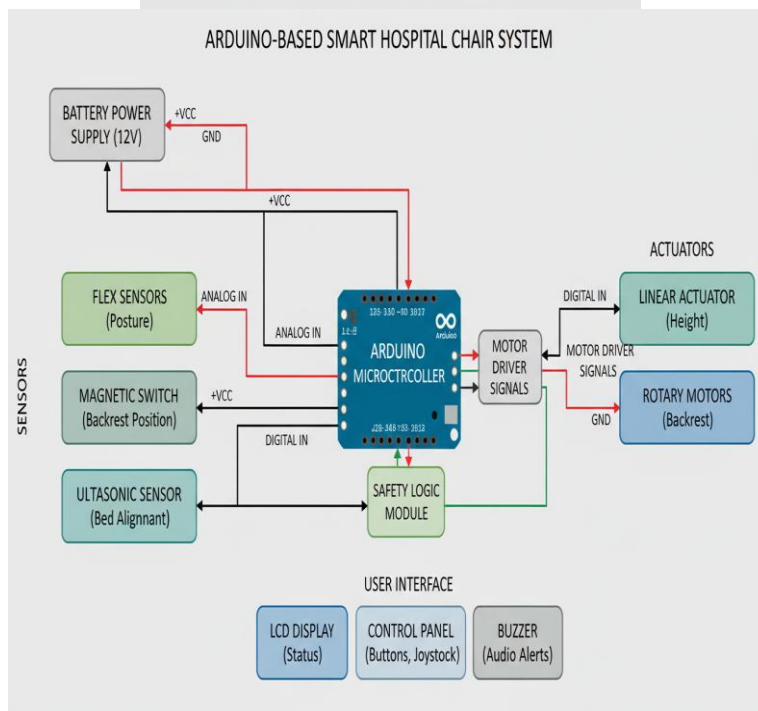 ARDUINO-BASED SMART HOSPITAL CHAIR SYSTEM
BATTERY POWER
SUPPLY (12V)
+VCC
GND
+VCC
ACTUATORS
FLEX SENSORS
(Posture)
ANALOG IN
ANALOG IN
DIGITAL IN
LINEAR ACTUATOR
(Height)
Arduino
ARDUINO
MICROCTRCOLLER
MOTOR
DRIVER
SIGNALS
MOTOR DRIVER
SIGNALS
SENSORS
MAGNETIC SWITCH
(Backrest Position)
+VCC
ROTARY MOTORS
(Backrest)
GND
DIGITAL IN
ULTASONIC SENSOR
(Bed Alignnant)
SAFETY LOGIC
MODULE
USER INTERFACE
LCD DISPLAY
(Status)
CONTROL PANEL
(Buttons, Joystock)
BUZZER
(Audio Alerts)